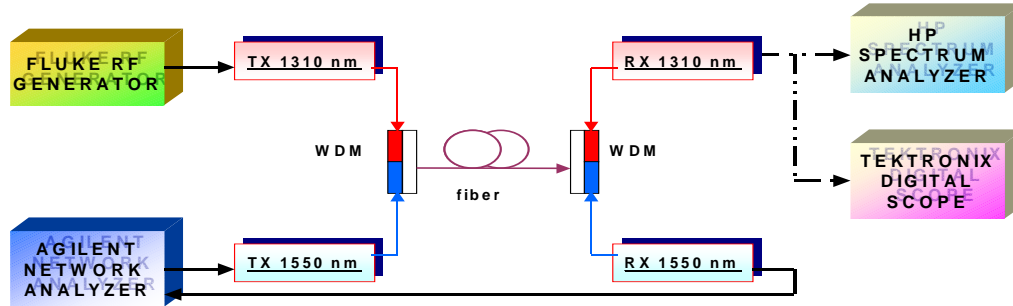 FLUKE RF
GENERATOR
TX 1310 nm
RX 1310 nm
HP
SPECTRUM
ANALYZER
WDM
WDM
fiber
TEKTRONIX
DIGITAL
SCOPE
AGILENT
NETWORK
ANALYZER
TX 1550 nm
RX 1550 nm